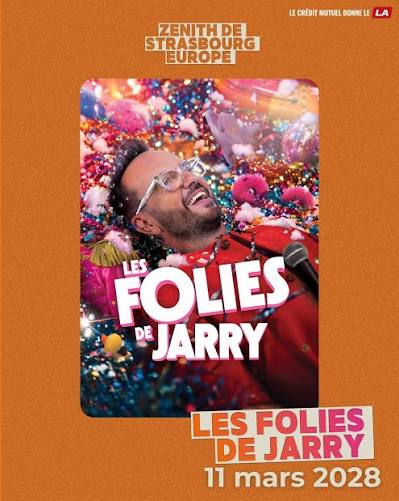 LE CRÉDIT MUTUEL DONNE LE LA
ZENITH DE
STRASBOURG
EUROPE
LES
FOLIES
DE JARRY
LES FOLIES
DE JARRY
11 mars 2028